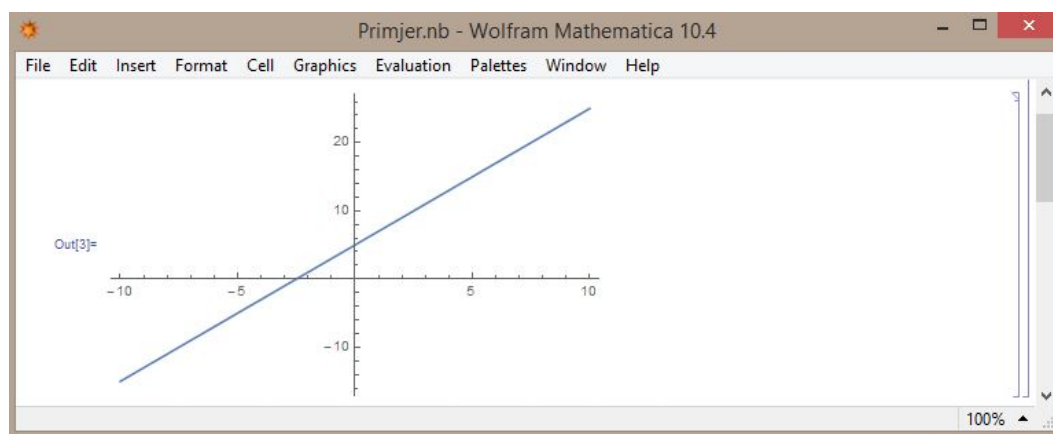 Primjer.nb - Wolfram Mathematica 10.4
File Edit Insert Format Cell Graphics Evaluation Palettes Window Help
20
10
Out[3]=
-10 -5 5 10
-10
100%